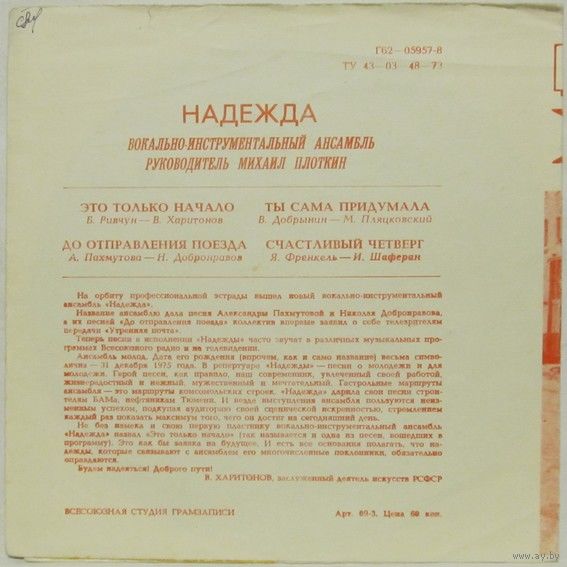 Г62—05957-8
ТУ 43—03—48—73
НАДЕЖДА
ВОКАЛЬНО-ИНСТРУМЕНТАЛЬНЫЙ АНСАМБЛЬ
РУКОВОДИТЕЛЬ МИХАИЛ ПЛОТКИН
ЭТО ТОЛЬКО НАЧАЛО
Б. Ривчун — В. Харитонов
ТЫ САМА ПРИДУМАЛА
В. Добрынин — М. Пляцковский
ДО ОТПРАВЛЕНИЯ ПОЕЗДА
А. Пахмутова — Н. Добронравов
СЧАСТЛИВЫЙ ЧЕТВЕРГ
Я. Френкель — И. Шаферан
На орбиту профессиональной эстрады вышел новый вокально-инструментальный
ансамбль «Надежда».
Название ансамблю дала песня Александры Пахмутовой и Николая Добронравова,
а их песней «До отправления поезда» коллектив впервые заявил о себе телезрителям
передачи «Утренняя почта».
Теперь песни в исполнении «Надежды» часто звучат в различных музыкальных про-
граммах Всесоюзного радио и на телевидении.
Ансамбль молод. Дата его рождения (впрочем, как и само название) весьма симво-
лична — 31 декабря 1975 года. В репертуаре «Надежды» — песни о молодежи и для
молодежи. Герой песен, как правило, наш современник, увлеченный своей работой,
жизнерадостный и нежный, мужественный и мечтательный. Гастрольные маршруты
ансамбля — это маршруты комсомольских строек. «Надежда» дарила свои песни строи-
телям БАМа, нефтяникам Тюмени. И везде выступления ансамбля пользуются неиз-
менным успехом, подкупая аудиторию своей сценической искренностью, стремлением
каждый раз показать максимум того, чего он достиг на сегодняшний день.
Не без намека и свою первую пластинку вокально-инструментальный ансамбль
«Надежда» назвал «Это только начало» (так называется и одна из песен, вошедших в
программу). Это как бы заявка на будущее. И есть все основания полагать, что на-
дежды, которые связывают с ансамблем его многочисленные поклонники, обязательно
оправдаются.
Будем надеяться! Доброго пути!
В. ХАРИТОНОВ, заслуженный деятель искусств РСФСР
ВСЕСОЮЗНАЯ СТУДИЯ ГРАМЗАПИСИ
Арт. 09-3. Цена 60 коп.
www.ay.by